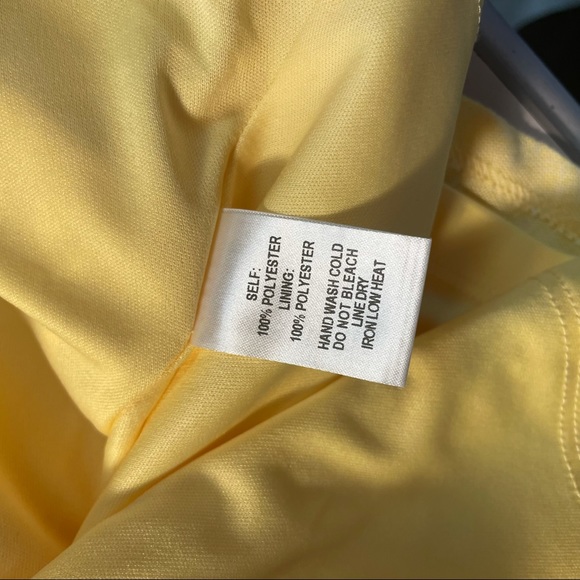 SELF:
100% POLYESTER
LINING:
100% POLYESTER
HAND WASH COLD
DO NOT BLEACH
LINE DRY
IRON LOW HEAT